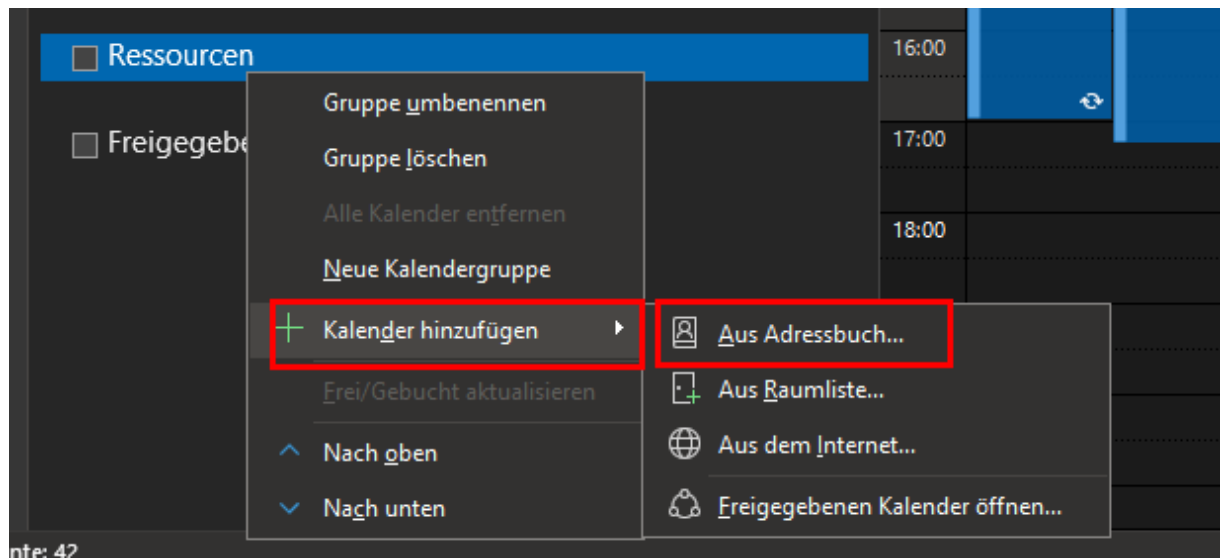 Ressourcen
16:00
Gruppe umbenennen
Freigegebe
17:00
Gruppe löschen
Alle Kalender entfernen
18:00
Neue Kalendergruppe
Kalender hinzufügen
Aus Adressbuch...
Frei/Gebucht aktualisieren
Aus Raumliste...
Nach oben
Aus dem Internet...
Nach unten
Freigegebenen Kalender öffnen...
nte: 42